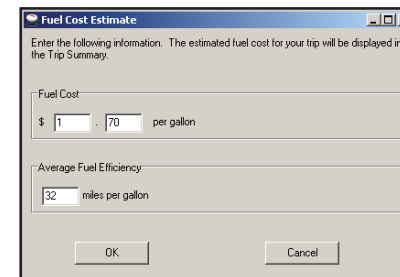 Fuel Cost Estimate
Enter the following information. The estimated fuel cost for your trip will be displayed in
the Trip Summary.
Fuel Cost
$ 1 . 70 per gallon
Average Fuel Efficiency
32 miles per gallon
OK Cancel